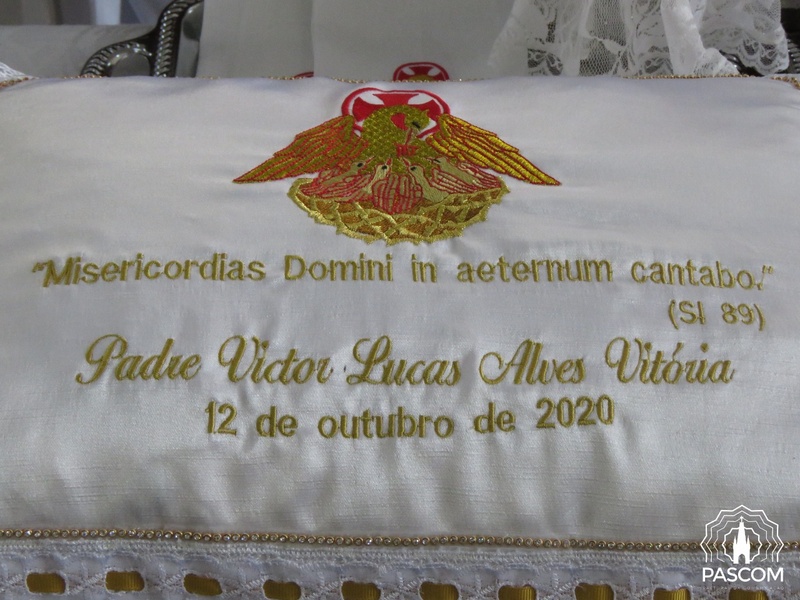 "Misericordias Domini in aeternum cantabo."
(Sl 89)
Padre Victor Lucas Alves Vitória
12 de outubro de 2020
PASCOM